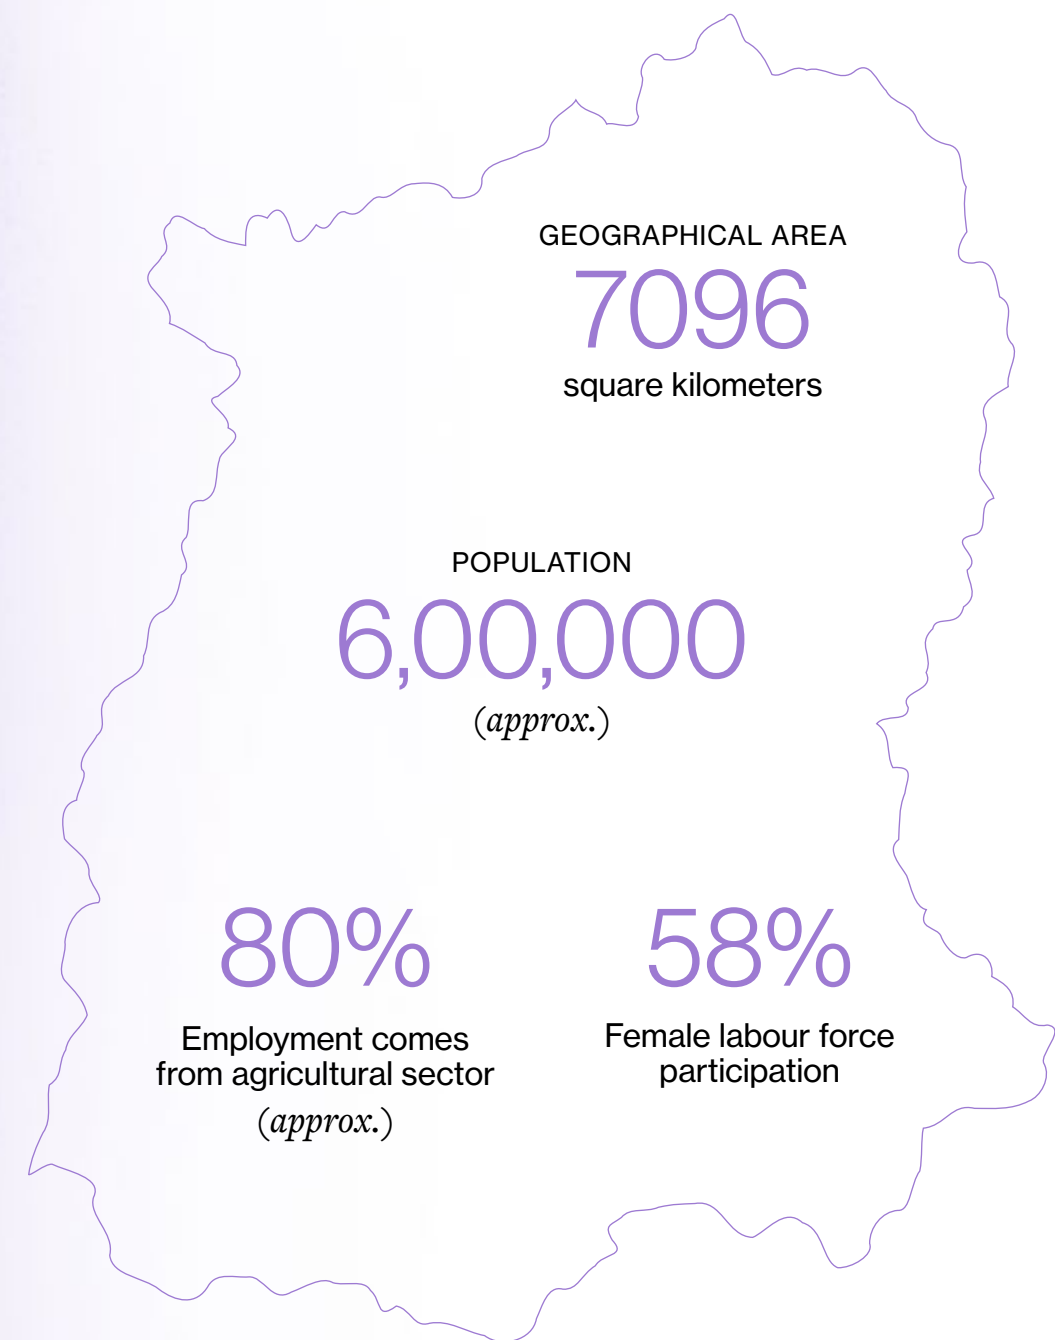 GEOGRAPHICAL AREA
7096
square kilometers
POPULATION
6,00,000
(approx.)
80%
Employment comes
from agricultural sector
(approx.)
58%
Female labour force
participation